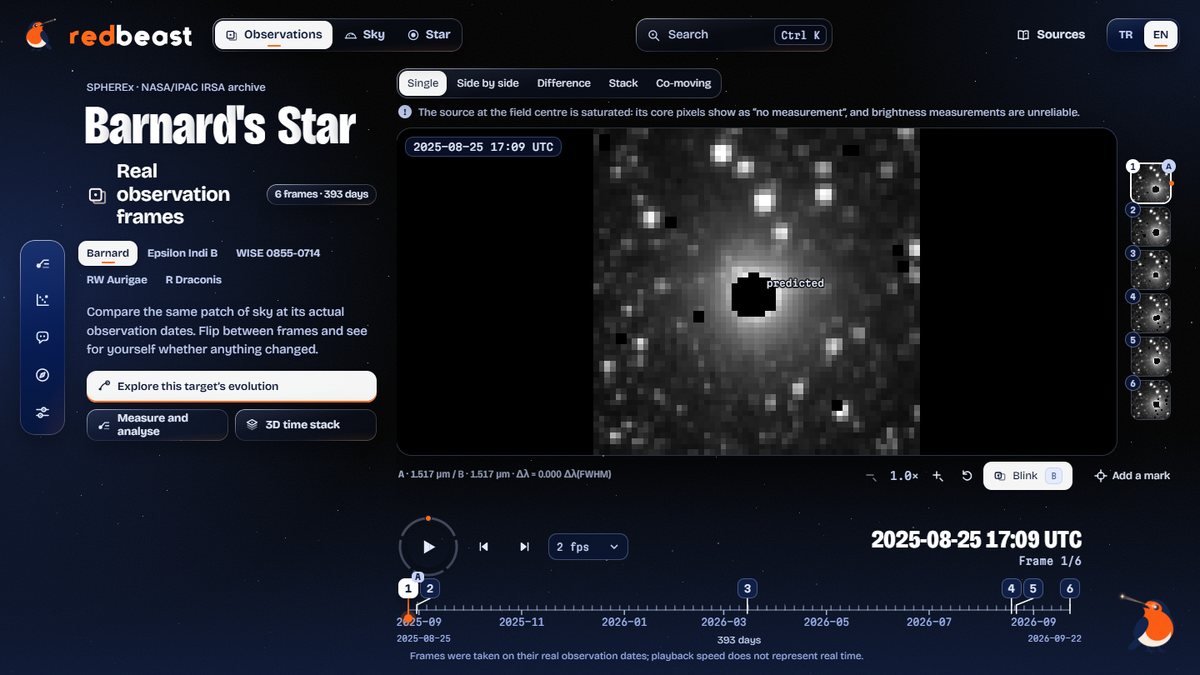 redbeast
Observations
Sky
Star
Search
Ctrl K
Sources
TR
EN
SPHEREx · NASA/IPAC IRSA archive
Barnard's Star
Real
observation
frames
6 frames · 393 days
Barnard
Epsilon Indi B
WISE 0855-0714
RW Aurigae
R Draconis
Compare the same patch of sky at its actual
observation dates. Flip between frames and see
for yourself whether anything changed.
Explore this target's evolution
Measure and
analyse
3D time stack
Single
Side by side
Difference
Stack
Co-moving
! The source at the field centre is saturated: its core pixels show as “no measurement”, and brightness measurements are unreliable.
2025-08-25 17:09 UTC
predicted
1
A
2
3
4
5
6
A · 1.517 µm / B · 1.517 µm · Δλ = 0.000 Δλ(FWHM)
− 1.0× +
Blink
B
Add a mark
2 fps
2025-08-25 17:09 UTC
Frame 1/6
A
1
2
3
4
5
6
2025-09
2025-11
2026-01
2026-03
2026-05
2026-07
2026-09
2025-08-25
393 days
2026-09-22
Frames were taken on their real observation dates; playback speed does not represent real time.